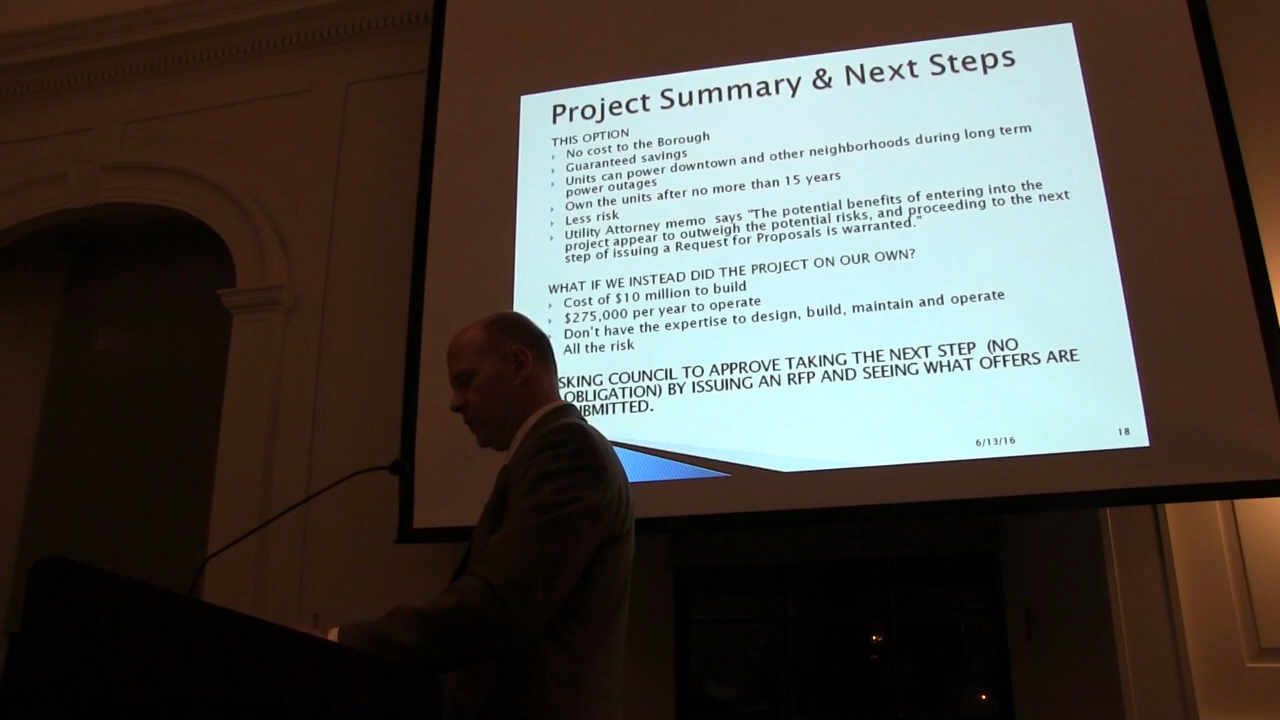 Project Summary & Next Steps
THIS OPTION
No cost to the Borough
Guaranteed savings
Units can power downtown and other neighborhoods during long term
power outages
Own the units after no more than 15 years
Less risk
Utility Attorney memo says "The potential benefits of entering into the
project appear to outweigh the potential risks, and proceeding to the next
step of issuing a Request for Proposals is warranted."
WHAT IF WE INSTEAD DID THE PROJECT ON OUR OWN?
Cost of $10 million to build
$275,000 per year to operate
Don't have the expertise to design, build, maintain and operate
All the risk
SKING COUNCIL TO APPROVE TAKING THE NEXT STEP (NO
OBLIGATION) BY ISSUING AN RFP AND SEEING WHAT OFFERS ARE
BMITTED.
6/13/16
18